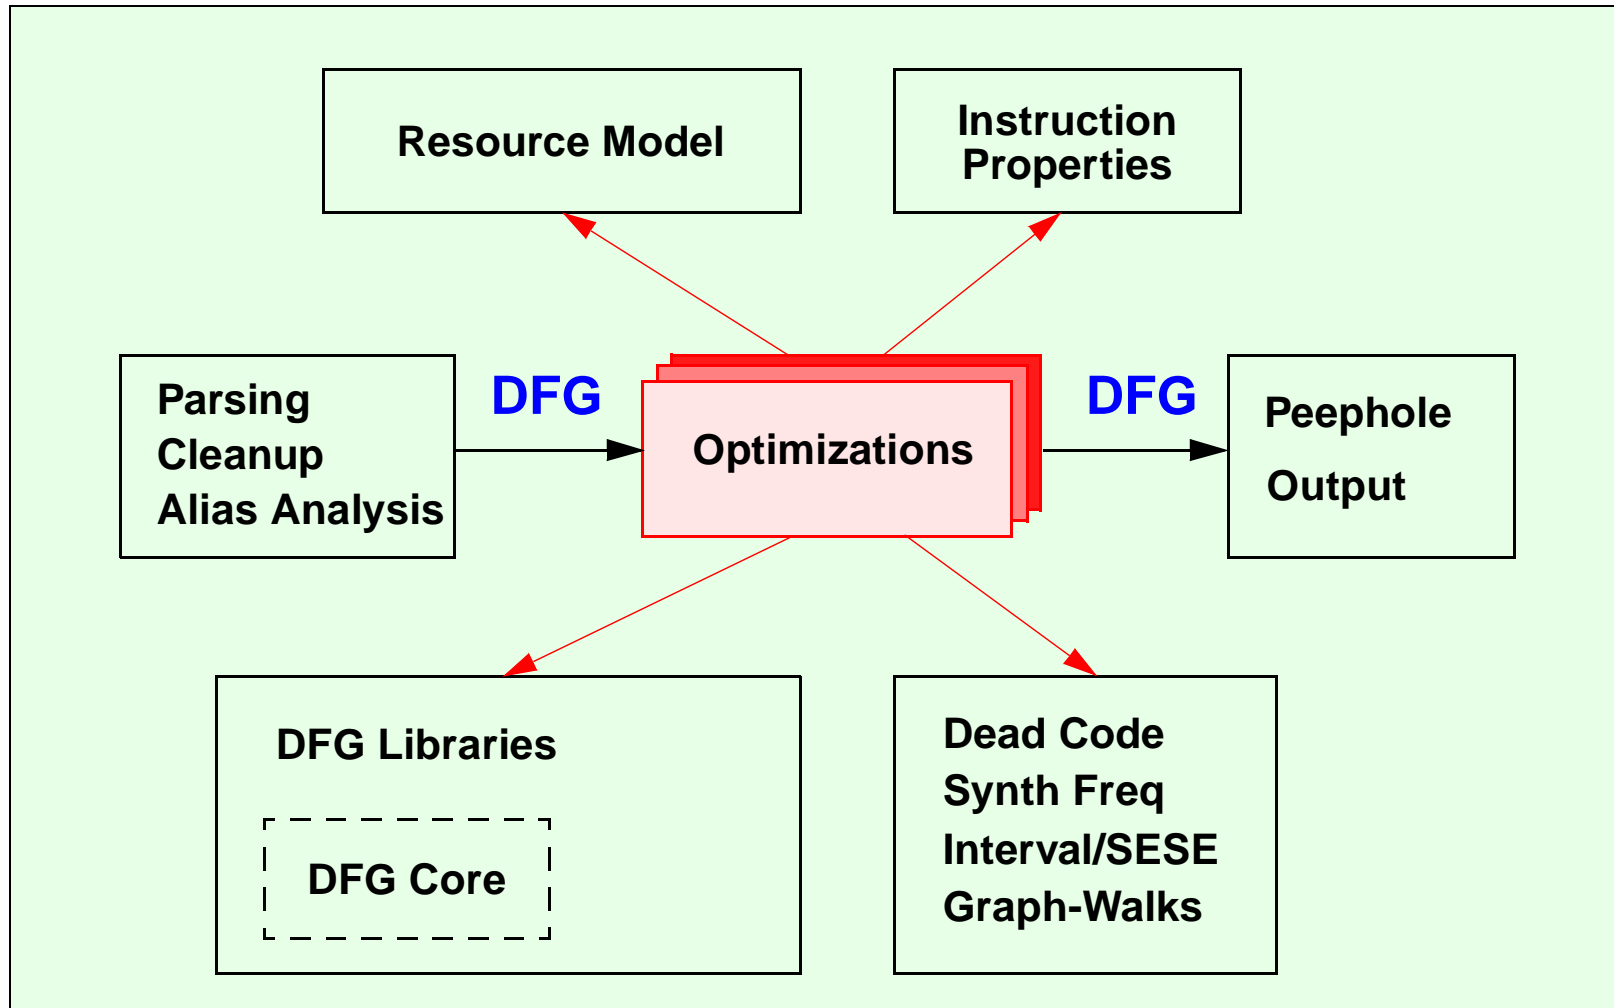 Resource Model
Instruction
Properties
Parsing
Cleanup
Alias Analysis
DFG
Optimizations
DFG
Peephole
Output
DFG Libraries
DFG Core
Dead Code
Synth Freq
Interval/SESE
Graph-Walks